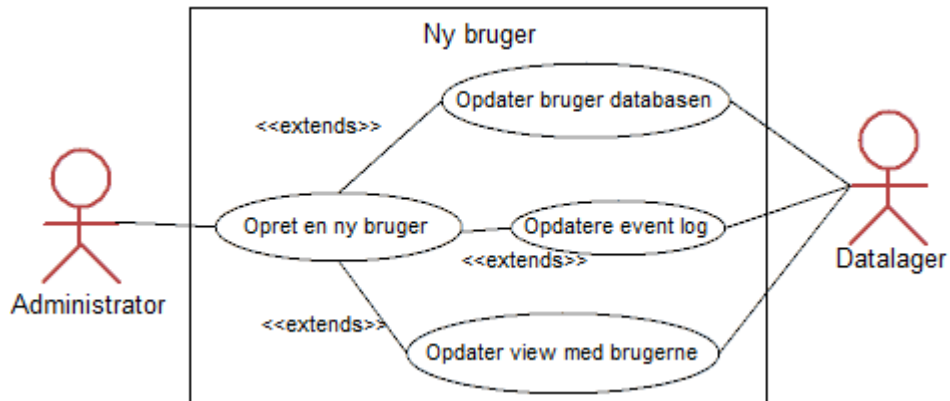 Ny bruger
Opdater bruger databasen
<<extends>>
Opret en ny bruger
Opdatere event log
<<extends>>
Datalager
Administrator
<<extends>>
Opdater view med brugerne